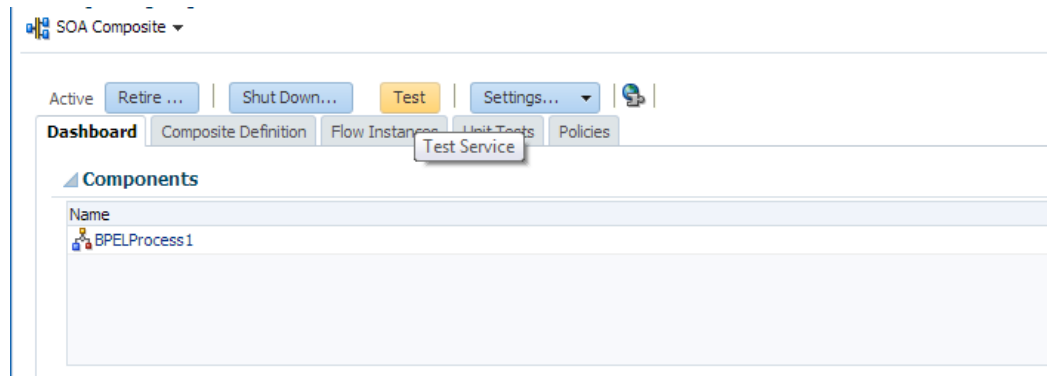 SOA Composite
Active Retire ... Shut Down... Test Settings...
Dashboard Composite Definition Flow Instances Unit Tests Policies
Test Service
Components
Name
BPELProcess1